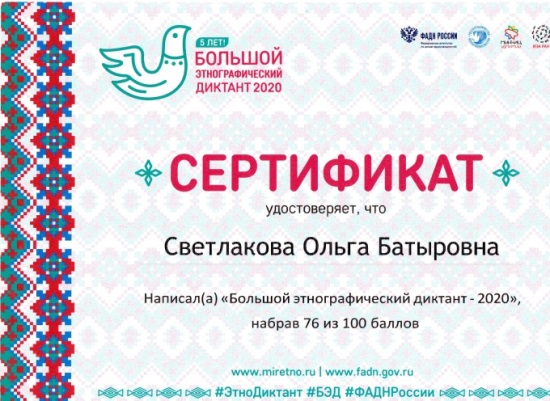 5 ЛЕТ!
БОЛЬШОЙ
ЭТНОГРАФИЧЕСКИЙ
ДИКТАНТ 2020
ФАДН РОССИИ
СЕРТИФИКАТ
удостоверяет, что
Светлакова Ольга Батыровна
Написал(а) «Большой этнографический диктант - 2020»,
набрав 76 из 100 баллов
www.miretno.ru | www.fadn.gov.ru
#ЭтноДиктант #БЭД #ФАДНРоссии